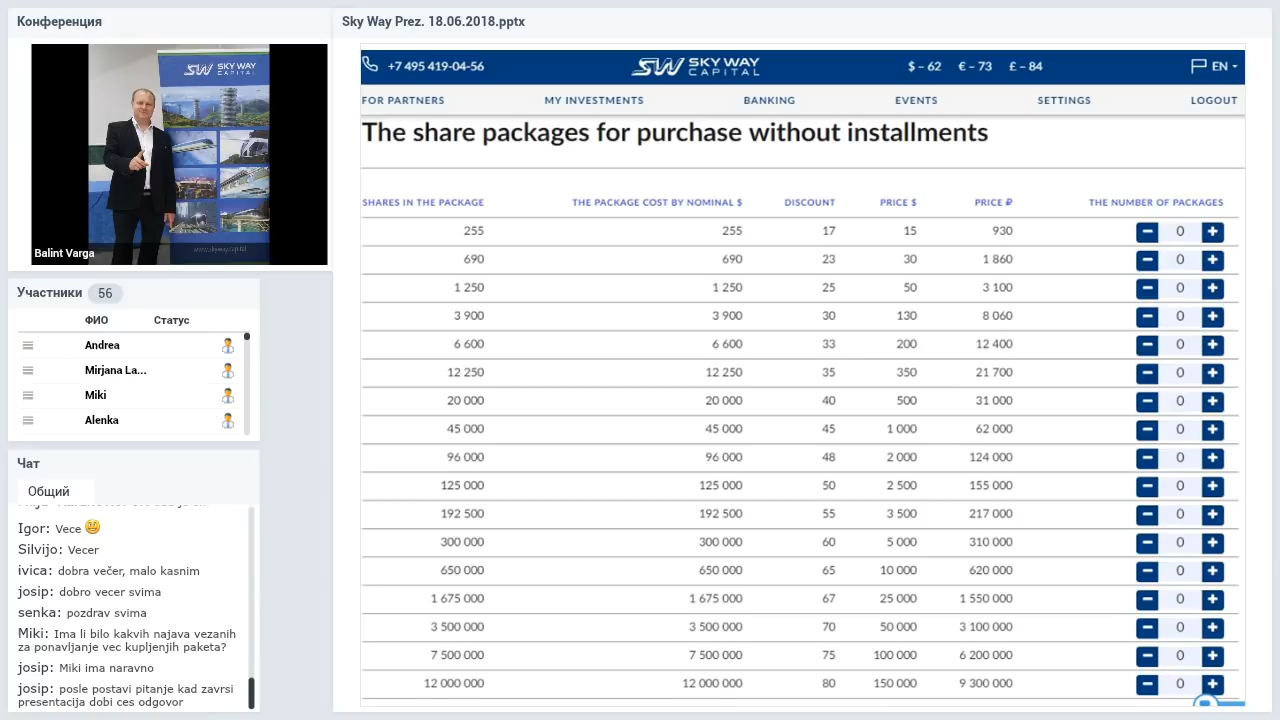 Конференция
Sky Way Prez. 18.06.2018.pptx
SKY WAY
CAPITAL
www.skyway.capital
Balint Varga
Участники 56
ФИО Статус
Andrea
Mirjana La...
Miki
Alenka
Чат
Общий
Igor: Vece
Silvijo: Vecer
ivica: dobra večer, malo kasnim
josip: dobro vecer svima
senka: pozdrav svima
Miki: Ima li bilo kakvih najava vezanih
za ponavljanje vec kupljenjih paketa?
josip: Miki ima naravno
josip: posle postavi pitanje kad zavrsi
presentacija dobi ces odgovor
+7 495 419-04-56
SW SKY WAY
CAPITAL
$ – 62 € – 73 £ – 84
EN
FOR PARTNERS MY INVESTMENTS BANKING EVENTS SETTINGS LOGOUT
The share packages for purchase without installments
SHARES IN THE PACKAGE THE PACKAGE COST BY NOMINAL $ DISCOUNT PRICE $ PRICE ₽ THE NUMBER OF PACKAGES
255 255 17 15 930 − 0 +
690 690 23 30 1 860 − 0 +
1 250 1 250 25 50 3 100 − 0 +
3 900 3 900 30 130 8 060 − 0 +
6 600 6 600 33 200 12 400 − 0 +
12 250 12 250 35 350 21 700 − 0 +
20 000 20 000 40 500 31 000 − 0 +
45 000 45 000 45 1 000 62 000 − 0 +
96 000 96 000 48 2 000 124 000 − 0 +
125 000 125 000 50 2 500 155 000 − 0 +
192 500 192 500 55 3 500 217 000 − 0 +
300 000 300 000 60 5 000 310 000 − 0 +
650 000 650 000 65 10 000 620 000 − 0 +
1 675 000 1 675 000 67 25 000 1 550 000 − 0 +
3 500 000 3 500 000 70 50 000 3 100 000 − 0 +
7 500 000 7 500 000 75 100 000 6 200 000 − 0 +
12 000 000 12 000 000 80 150 000 9 300 000 − 0 +